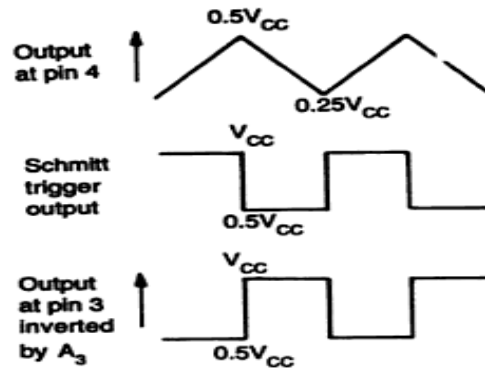 0.5VCC
Output
at pin 4
0.25VCC
VCC
Schmitt
trigger
output
0.5VCC
VCC
Output
at pin 3
inverted
by A3
0.5VCC